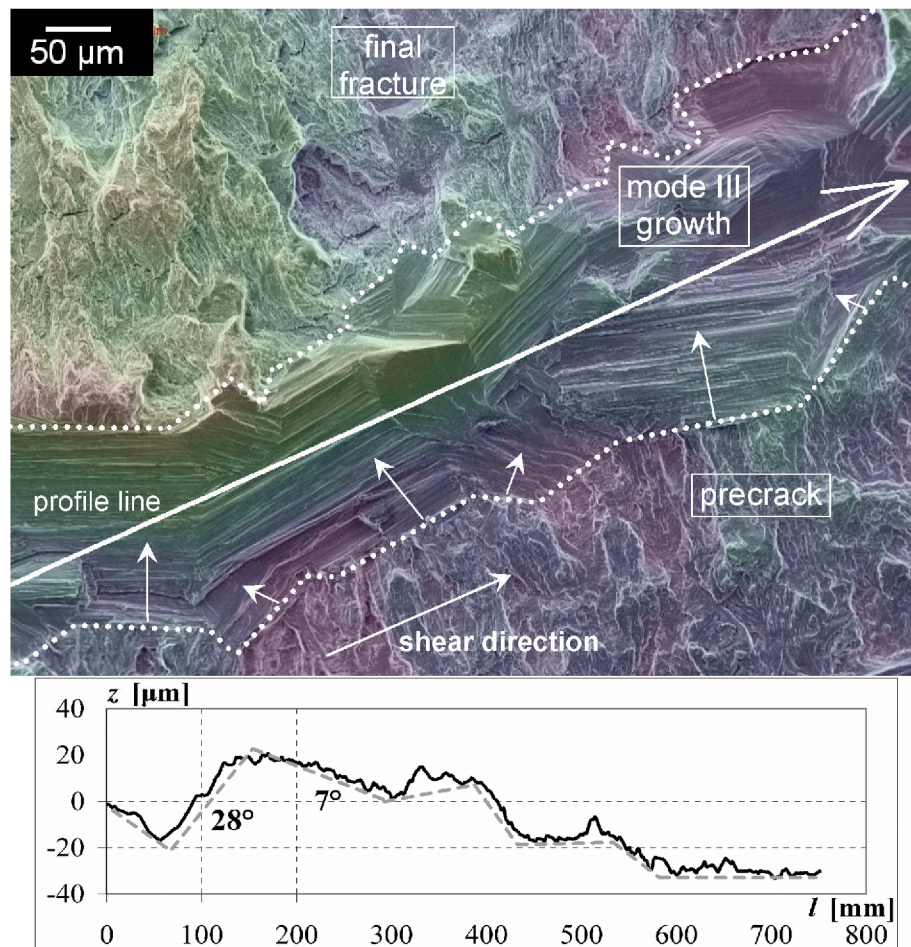 50 µm
final
fracture
mode III
growth
profile line
precrack
shear direction
z [µm]
40
20
0
-20
-40
28°
7°
l [mm]
0 100 200 300 400 500 600 700 800